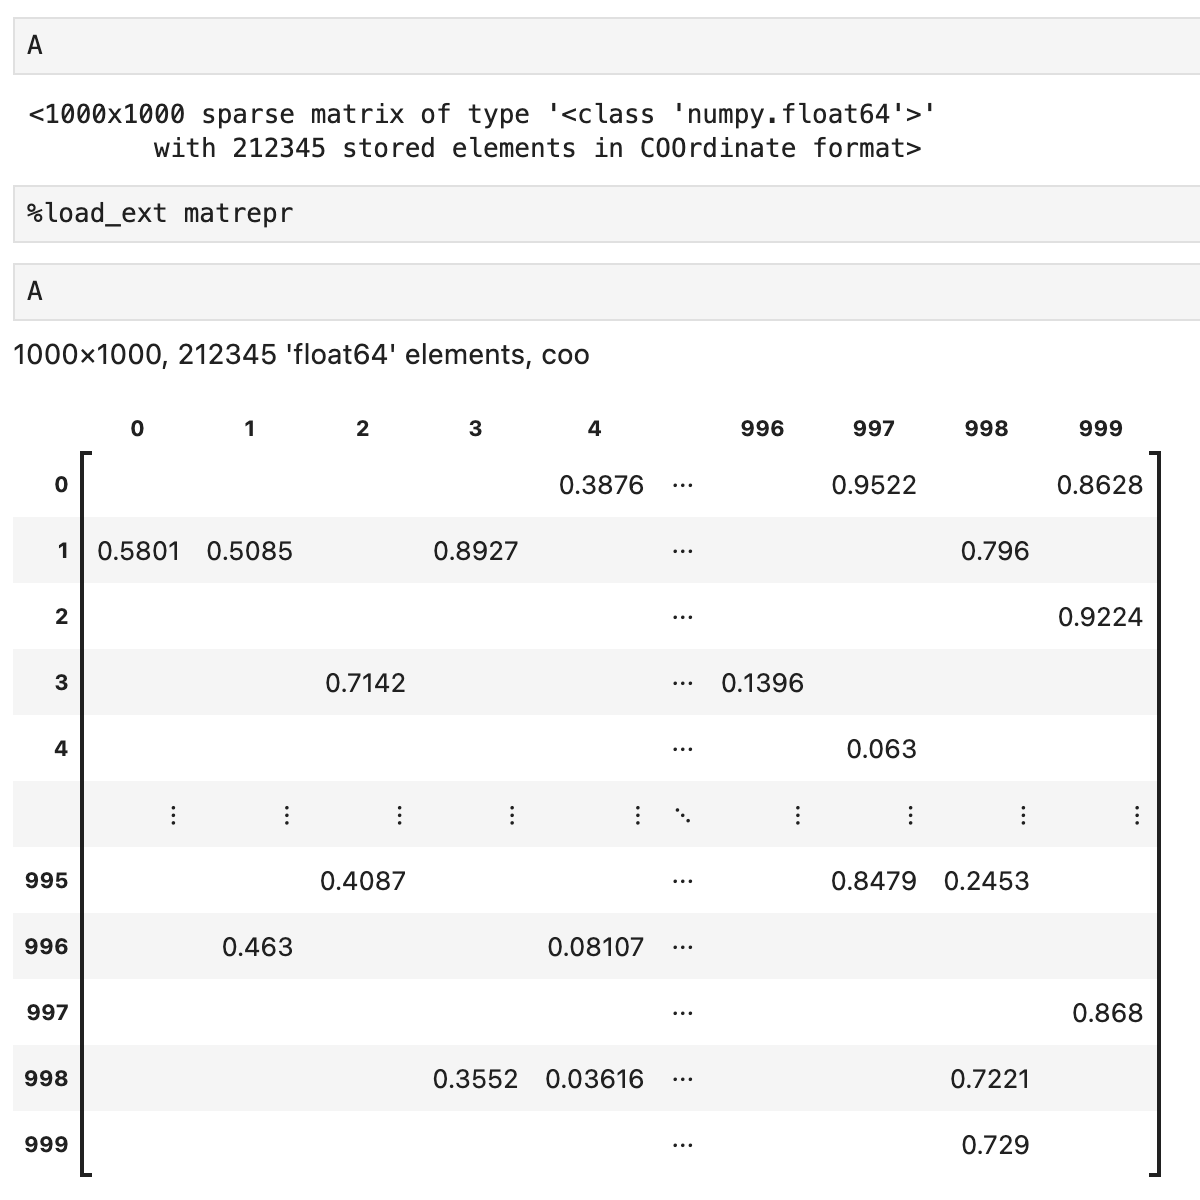 A
<1000x1000 sparse matrix of type '<class 'numpy.float64'>'
with 212345 stored elements in COOrdinate format>
%load_ext matrepr
A
1000×1000, 212345 'float64' elements, coo
0 1 2 3 4 996 997 998 999
0 0.3876 ⋯ 0.9522 0.8628
1 0.5801 0.5085 0.8927 ⋯ 0.796
2 ⋯ 0.9224
3 0.7142 ⋯ 0.1396
4 ⋯ 0.063
⋮ ⋮ ⋮ ⋮ ⋮ ⋱ ⋮ ⋮ ⋮ ⋮
995 0.4087 ⋯ 0.8479 0.2453
996 0.463 0.08107 ⋯
997 ⋯ 0.868
998 0.3552 0.03616 ⋯ 0.7221
999 ⋯ 0.729